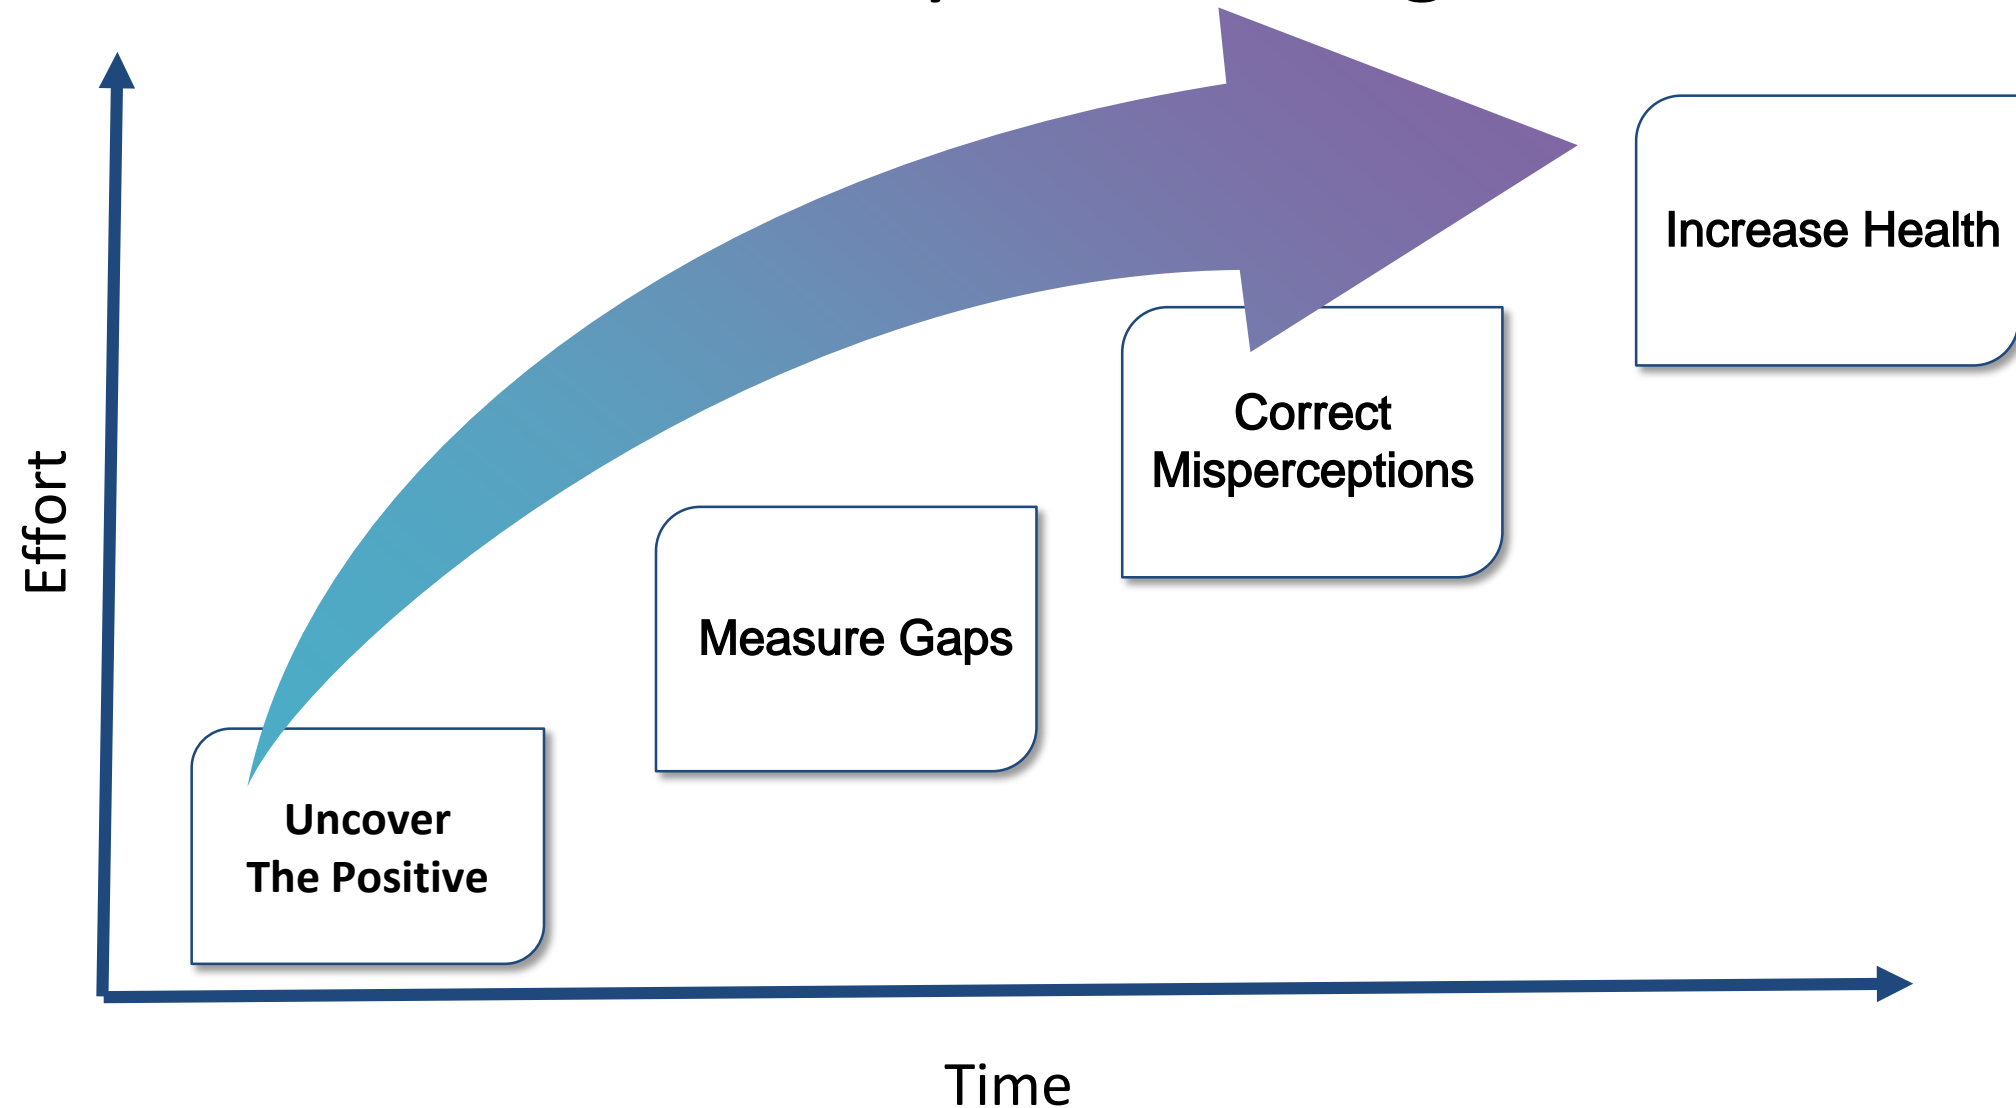 Increase Health
Correct
Misperceptions
Effort
Measure Gaps
Uncover
The Positive
Time